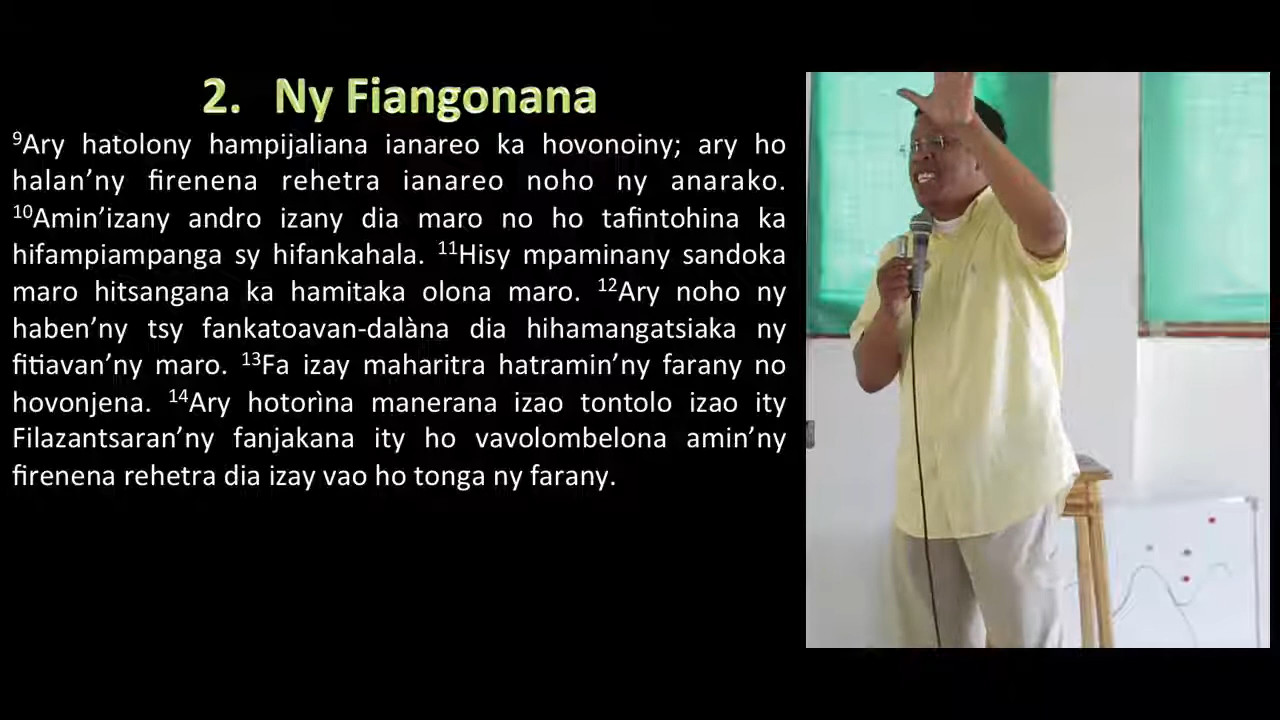 2. Ny Fiangonana
⁹Ary hatolony hampijaliana ianareo ka hovonoiny; ary ho
halan’ny firenena rehetra ianareo noho ny anarako.
¹⁰Amin’izany andro izany dia maro no ho tafintohina ka
hifampiampanga sy hifankahala. ¹¹Hisy mpaminany sandoka
maro hitsangana ka hamitaka olona maro. ¹²Ary noho ny
haben’ny tsy fankatoavan-dalàna dia hihamangatsiaka ny
fitiavan’ny maro. ¹³Fa izay maharitra hatramin’ny farany no
hovonjena. ¹⁴Ary hotorìna manerana izao tontolo izao ity
Filazantsaran’ny fanjakana ity ho vavolombelona amin’ny
firenena rehetra dia izay vao ho tonga ny farany.